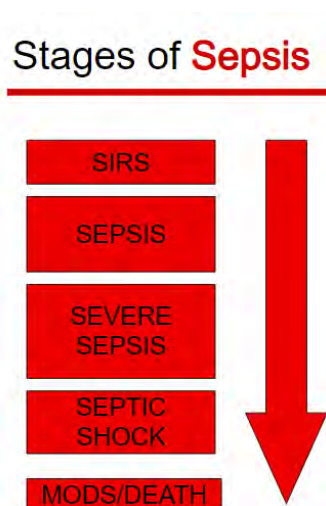 Stages of Sepsis
SIRS
SEPSIS
SEVERE
SEPSIS
SEPTIC
SHOCK
MODS/DEATH